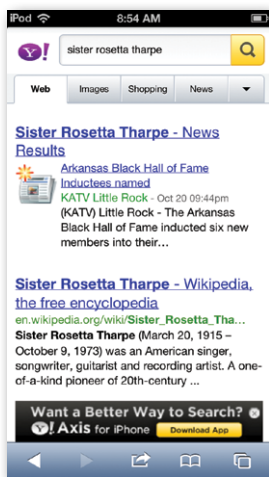 iPod 8:54 AM
Y! sister rosetta tharpe
Web Images Shopping News
Sister Rosetta Tharpe - News
Results
Arkansas Black Hall of Fame
Inductees named
KATV Little Rock - Oct 20 09:44pm
(KATV) Little Rock - The Arkansas
Black Hall of Fame inducted six new
members into their...
Sister Rosetta Tharpe - Wikipedia,
the free encyclopedia
en.wikipedia.org/wiki/Sister_Rosetta_Tha...
Sister Rosetta Tharpe (March 20, 1915 –
October 9, 1973) was an American singer,
songwriter, guitarist and recording artist. A one-
of-a-kind pioneer of 20th-century ...
Want a Better Way to Search?
Y! Axis for iPhone Download App